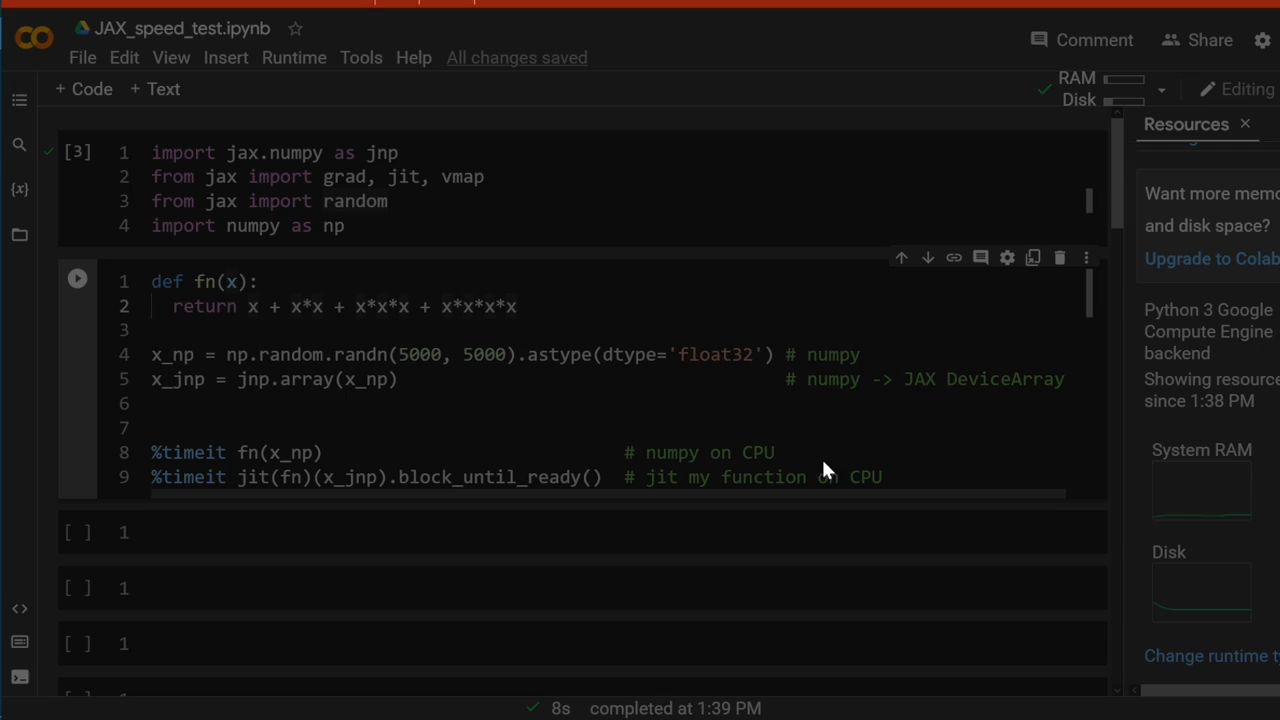 JAX_speed_test.ipynb
File Edit View Insert Runtime Tools Help All changes saved
Comment Share
+ Code + Text
RAM
Disk
Editing
[3] 1 import jax.numpy as jnp
2 from jax import grad, jit, vmap
3 from jax import random
4 import numpy as np
1 def fn(x):
2 return x + x*x + x*x*x + x*x*x*x
3
4 x_np = np.random.randn(5000, 5000).astype(dtype='float32') # numpy
5 x_jnp = jnp.array(x_np) # numpy -> JAX DeviceArray
6
7
8 %timeit fn(x_np) # numpy on CPU
9 %timeit jit(fn)(x_jnp).block_until_ready() # jit my function on CPU
[ ] 1
[ ] 1
[ ] 1
Resources ×
Want more memo
and disk space?
Upgrade to Colab
Python 3 Google
Compute Engine
backend
Showing resource
since 1:38 PM
System RAM
Disk
Change runtime t
8s completed at 1:39 PM